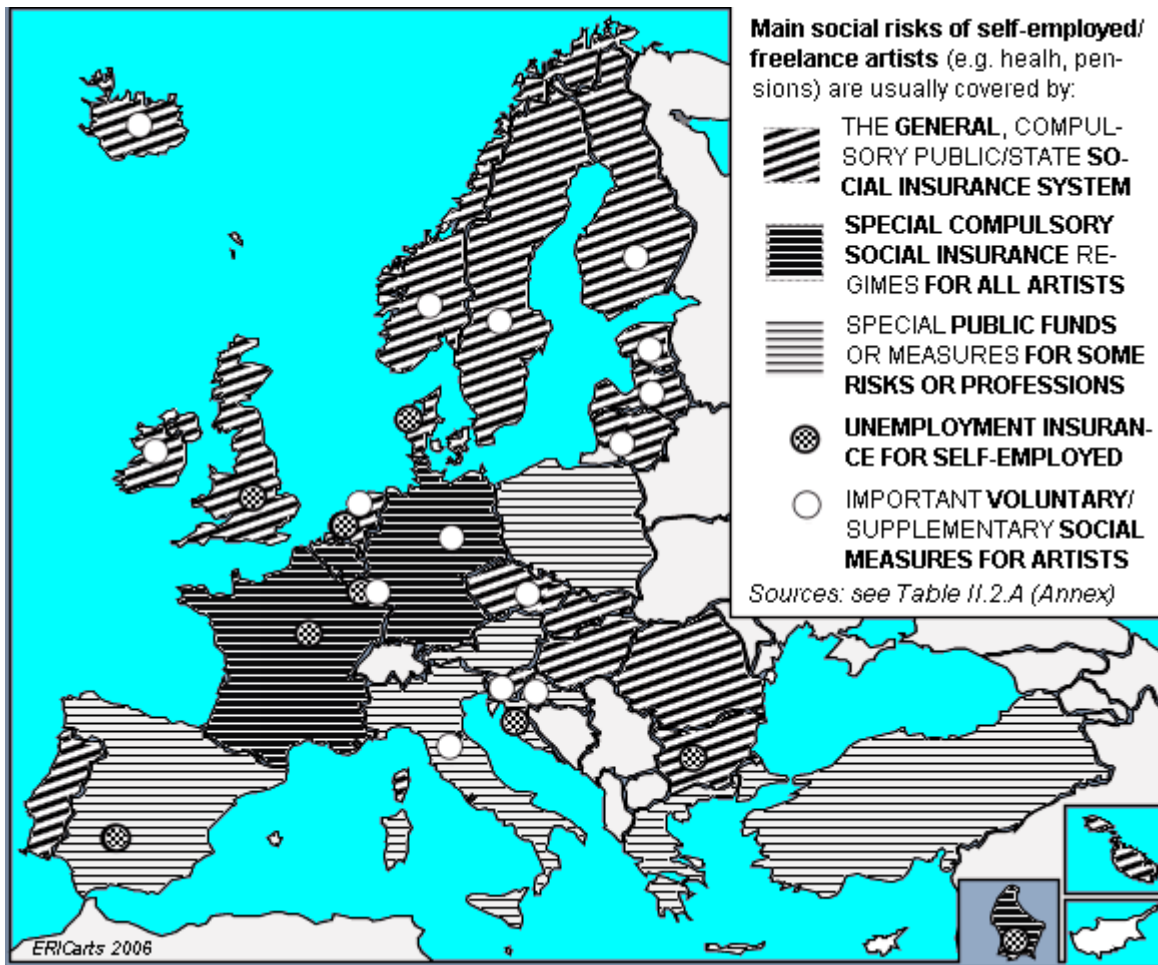 Main social risks of self-employed/
freelance artists (e.g. healh, pen-
sions) are usually covered by:
THE GENERAL, COMPUL-
SORY PUBLIC/STATE SO-
CIAL INSURANCE SYSTEM
SPECIAL COMPULSORY
SOCIAL INSURANCE RE-
GIMES FOR ALL ARTISTS
SPECIAL PUBLIC FUNDS
OR MEASURES FOR SOME
RISKS OR PROFESSIONS
UNEMPLOYMENT INSURAN-
CE FOR SELF-EMPLOYED
IMPORTANT VOLUNTARY/
SUPPLEMENTARY SOCIAL
MEASURES FOR ARTISTS
Sources: see Table II.2.A (Annex)
ERICarts 2006